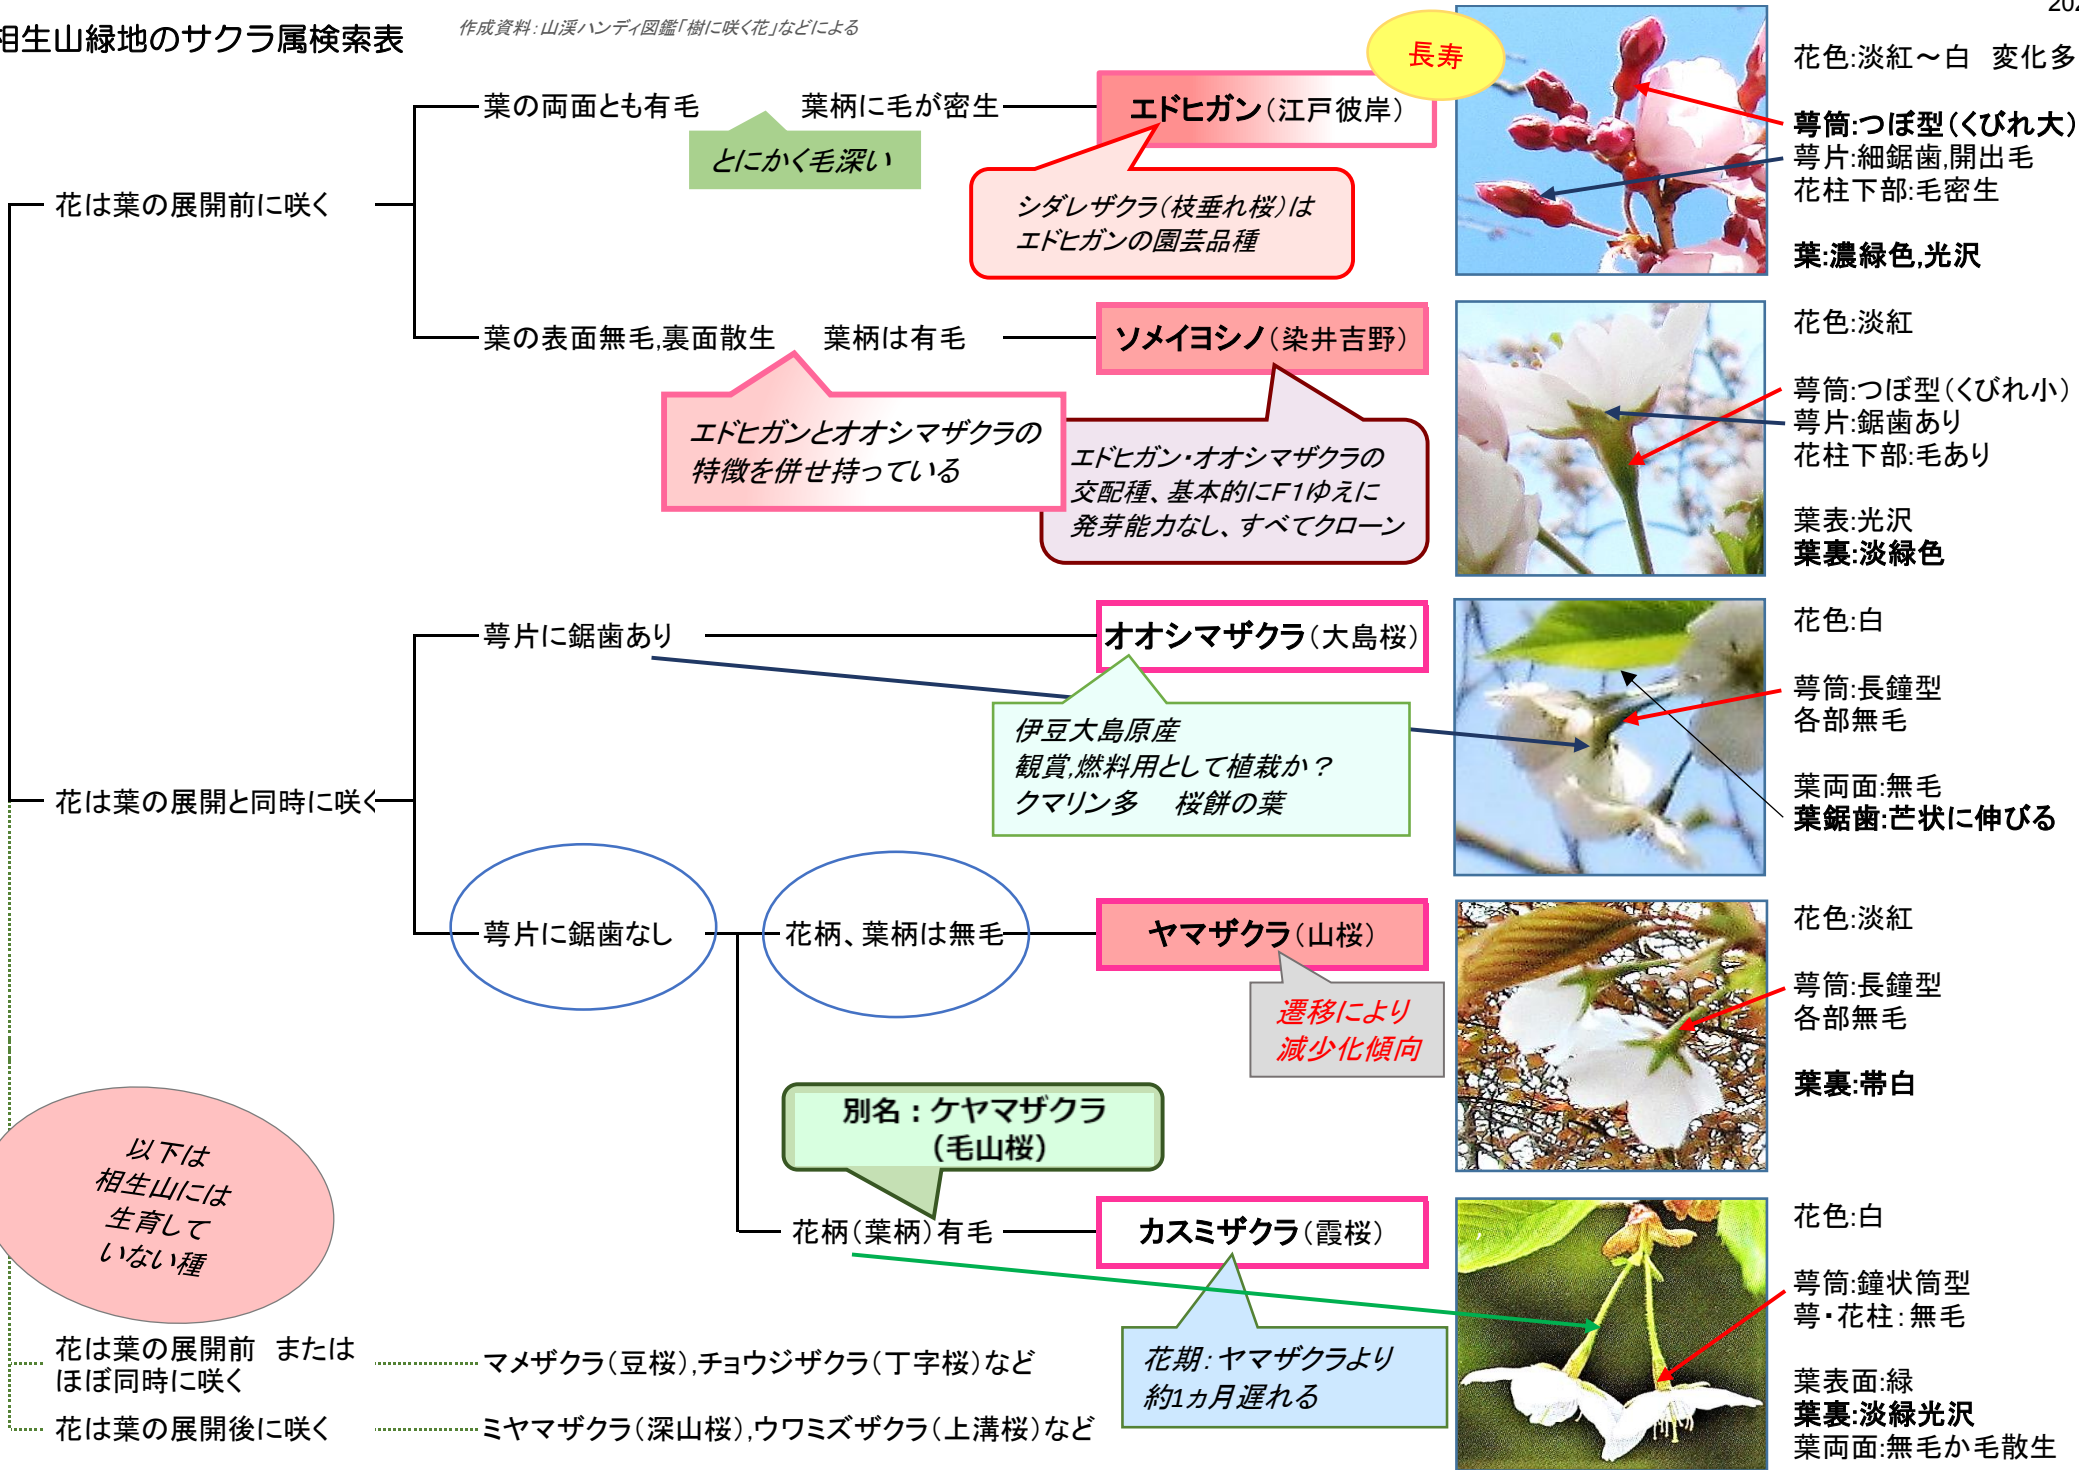 202
相生山緑地のサクラ属検索表
作成資料：山渓ハンディ図鑑「樹に咲く花」などによる
長寿
花は葉の展開前に咲く
葉の両面とも有毛
葉柄に毛が密生
エドヒガン（江戸彼岸）
とにかく毛深い
シダレザクラ（枝垂れ桜）は
エドヒガンの園芸品種
花色：淡紅～白　変化多
萼筒：つぼ型（くびれ大）
萼片：細鋸歯，開出毛
花柱下部：毛密生
葉：濃緑色，光沢
葉の表面無毛，裏面散生
葉柄は有毛
ソメイヨシノ（染井吉野）
エドヒガンとオオシマザクラの
特徴を併せ持っている
エドヒガン・オオシマザクラの
交配種、基本的にF1ゆえに
発芽能力なし、すべてクローン
花色：淡紅
萼筒：つぼ型（くびれ小）
萼片：鋸歯あり
花柱下部：毛あり
葉表：光沢
葉裏：淡緑色
花は葉の展開と同時に咲く
萼片に鋸歯あり
オオシマザクラ（大島桜）
伊豆大島原産
観賞，燃料用として植栽か？
クマリン多　桜餅の葉
花色：白
萼筒：長鐘型
各部無毛
葉両面：無毛
葉鋸歯：芒状に伸びる
萼片に鋸歯なし
花柄、葉柄は無毛
ヤマザクラ（山桜）
遷移により
減少化傾向
花色：淡紅
萼筒：長鐘型
各部無毛
葉裏：帯白
別名：ケヤマザクラ
（毛山桜）
花柄（葉柄）有毛
カスミザクラ（霞桜）
花期：ヤマザクラより
約1ヵ月遅れる
花色：白
萼筒：鐘状筒型
萼・花柱：無毛
葉表面：緑
葉裏：淡緑光沢
葉両面：無毛か毛散生
以下は
相生山には
生育して
いない種
花は葉の展開前　または
ほぼ同時に咲く
マメザクラ（豆桜），チョウジザクラ（丁字桜）など
花は葉の展開後に咲く
ミヤマザクラ（深山桜），ウワミズザクラ（上溝桜）など